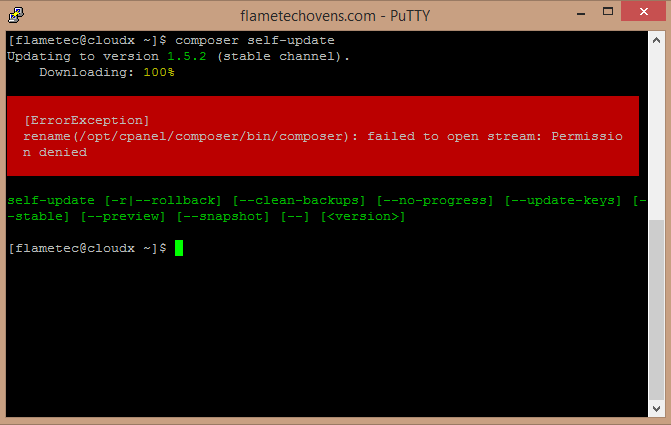 flametechovens.com - PuTTY
[flametec@cloudx ~]$ composer self-update
Updating to version 1.5.2 (stable channel).
    Downloading: 100%
[ErrorException]
rename(/opt/cpanel/composer/bin/composer): failed to open stream: Permissio
n denied
self-update [-r|--rollback] [--clean-backups] [--no-progress] [--update-keys] [-
-stable] [--preview] [--snapshot] [--] [<version>]
[flametec@cloudx ~]$